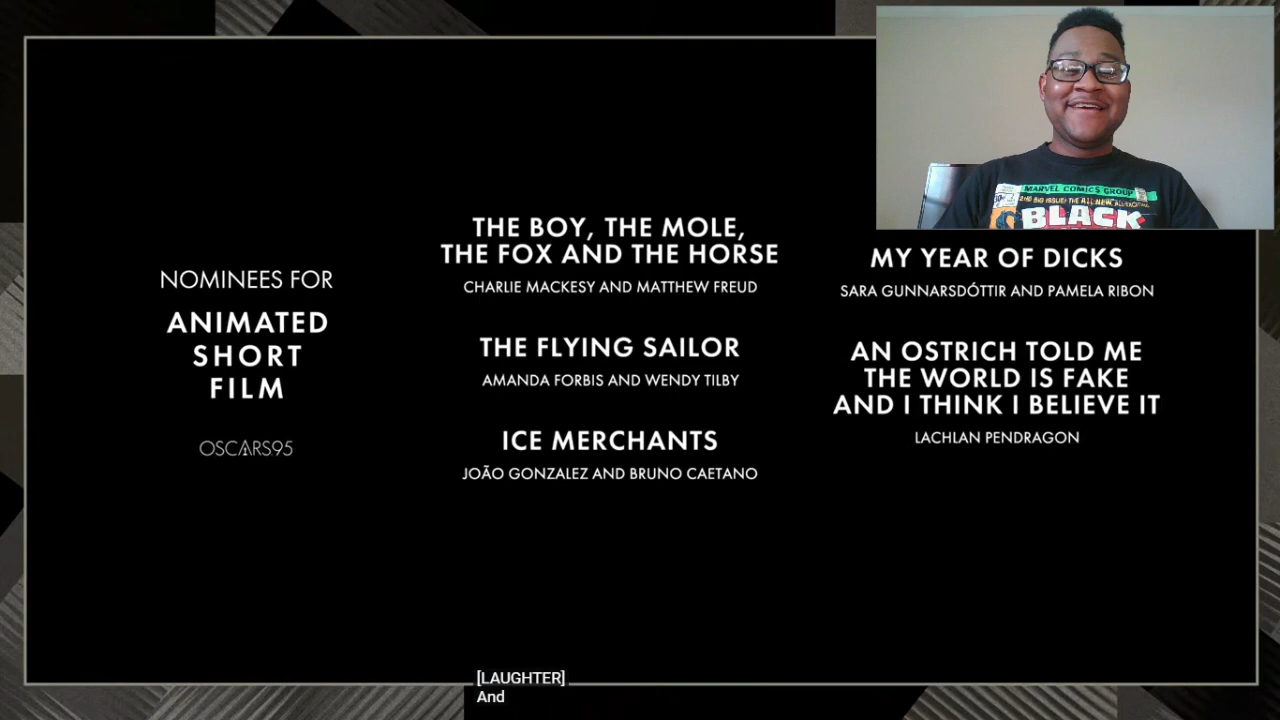 NOMINEES FOR
ANIMATED
SHORT
FILM
OSCARS95
THE BOY, THE MOLE,
THE FOX AND THE HORSE
CHARLIE MACKESY AND MATTHEW FREUD
THE FLYING SAILOR
AMANDA FORBIS AND WENDY TILBY
ICE MERCHANTS
JOÃO GONZALEZ AND BRUNO CAETANO
MARVEL COMICS GROUP
BLACK
MY YEAR OF DICKS
SARA GUNNARSDÓTTIR AND PAMELA RIBON
AN OSTRICH TOLD ME
THE WORLD IS FAKE
AND I THINK I BELIEVE IT
LACHLAN PENDRAGON
[LAUGHTER]
And